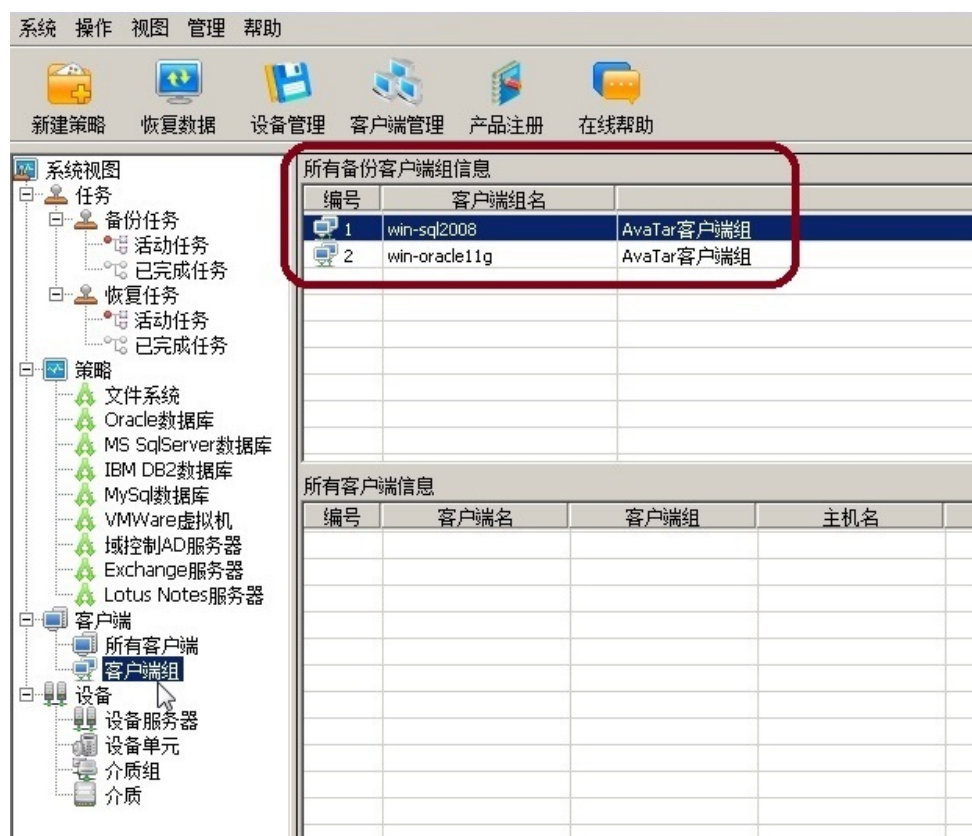 系统 操作 视图 管理 帮助
新建策略 恢复数据 设备管理 客户端管理 产品注册 在线帮助
系统视图
任务
备份任务
活动任务
已完成任务
恢复任务
活动任务
已完成任务
策略
文件系统
Oracle数据库
MS SqlServer数据库
IBM DB2数据库
MySql数据库
VMWare虚拟机
域控制AD服务器
Exchange服务器
Lotus Notes服务器
客户端
所有客户端
客户端组
设备
设备服务器
设备单元
介质组
介质
所有备份客户端组信息
编号 客户端组名
1 win-sql2008 AvaTar客户端组
2 win-oracle11g AvaTar客户端组
所有客户端信息
编号 客户端名 客户端组 主机名